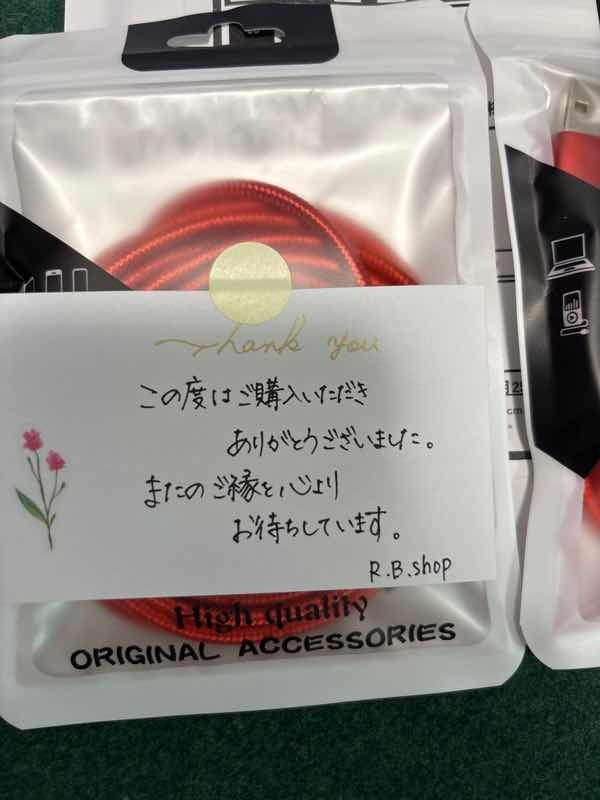 Thank you
この度はご購入いただき
ありがとうございました。
またのご縁を心より
お待ちしています。
R.B.shop
High quality
ORIGINAL ACCESSORIES
cm